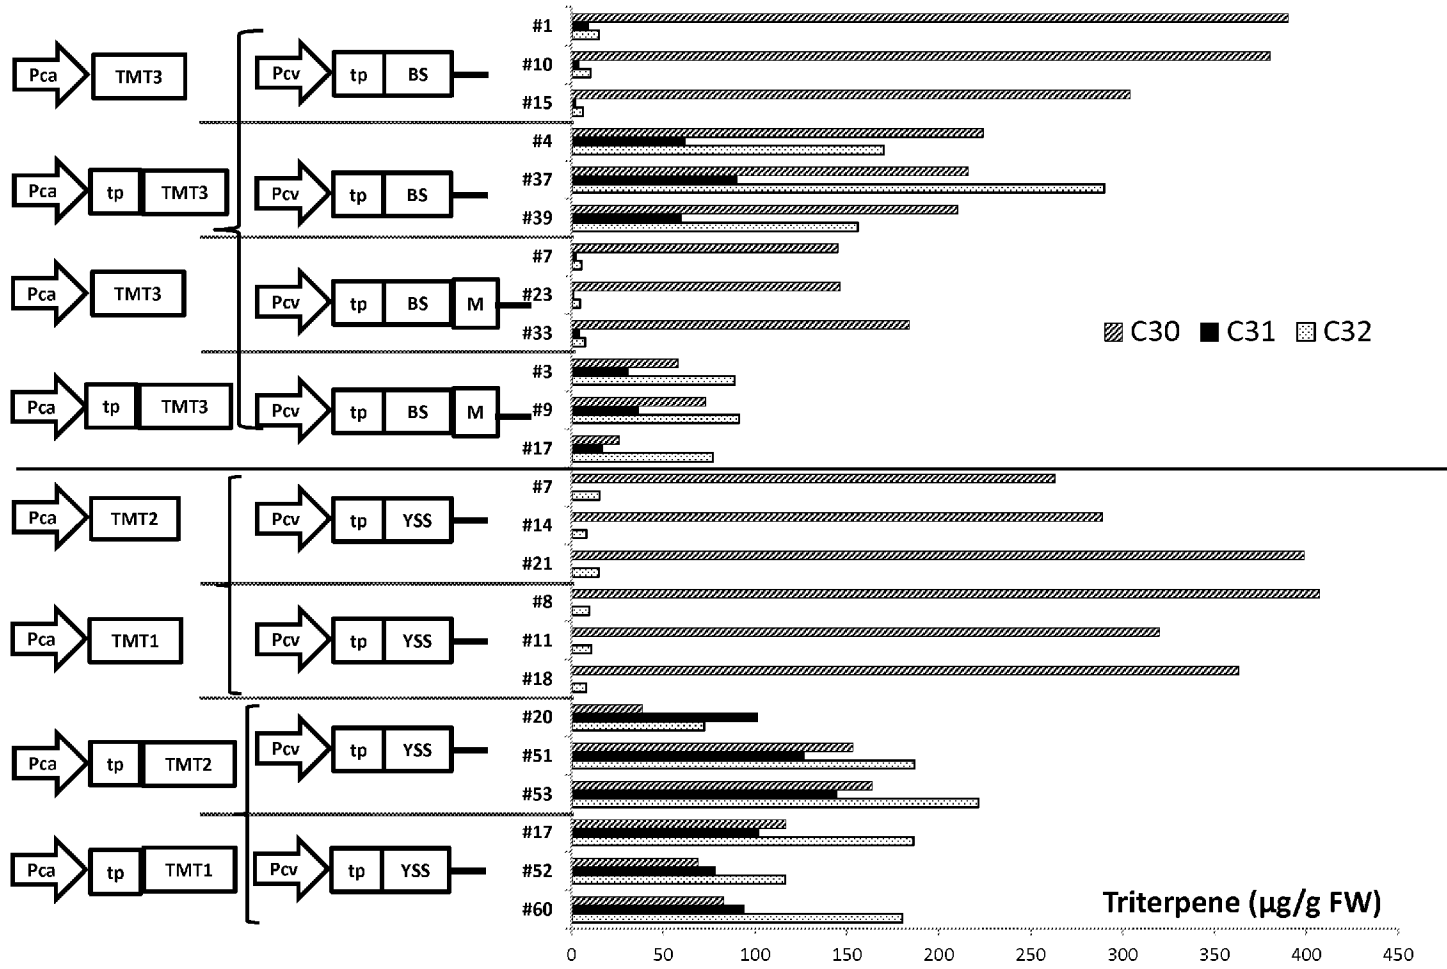 #1
Pca TMT3 Pcv tp BS #10
#15
#4
Pca tp TMT3 Pcv tp BS #37
#39
#7
Pca TMT3 Pcv tp BS M #23
#33
C30 C31 C32
#3
Pca tp TMT3 Pcv tp BS M #9
#17
#7
Pca TMT2 Pcv tp YSS #14
#21
#8
Pca TMT1 Pcv tp YSS #11
#18
#20
Pca tp TMT2 Pcv tp YSS #51
#53
#17
Pca tp TMT1 Pcv tp YSS #52
#60
Triterpene (µg/g FW)
0 50 100 150 200 250 300 350 400 450